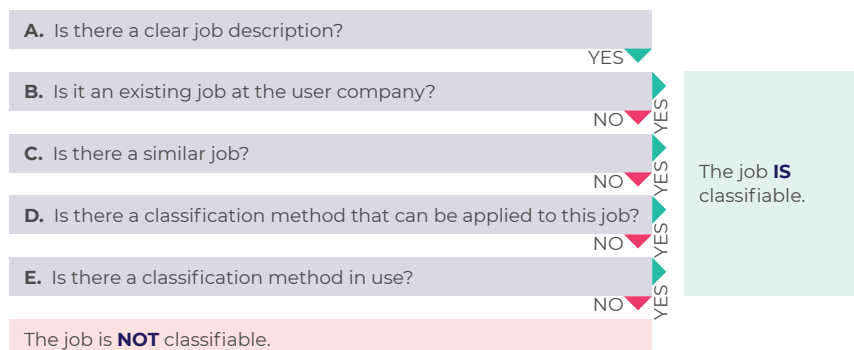 A. Is there a clear job description?
YES
B. Is it an existing job at the user company?
YES
NO
C. Is there a similar job?
YES
NO
D. Is there a classification method that can be applied to this job?
YES
NO
E. Is there a classification method in use?
YES
NO
The job IS
classifiable.
The job is NOT classifiable.